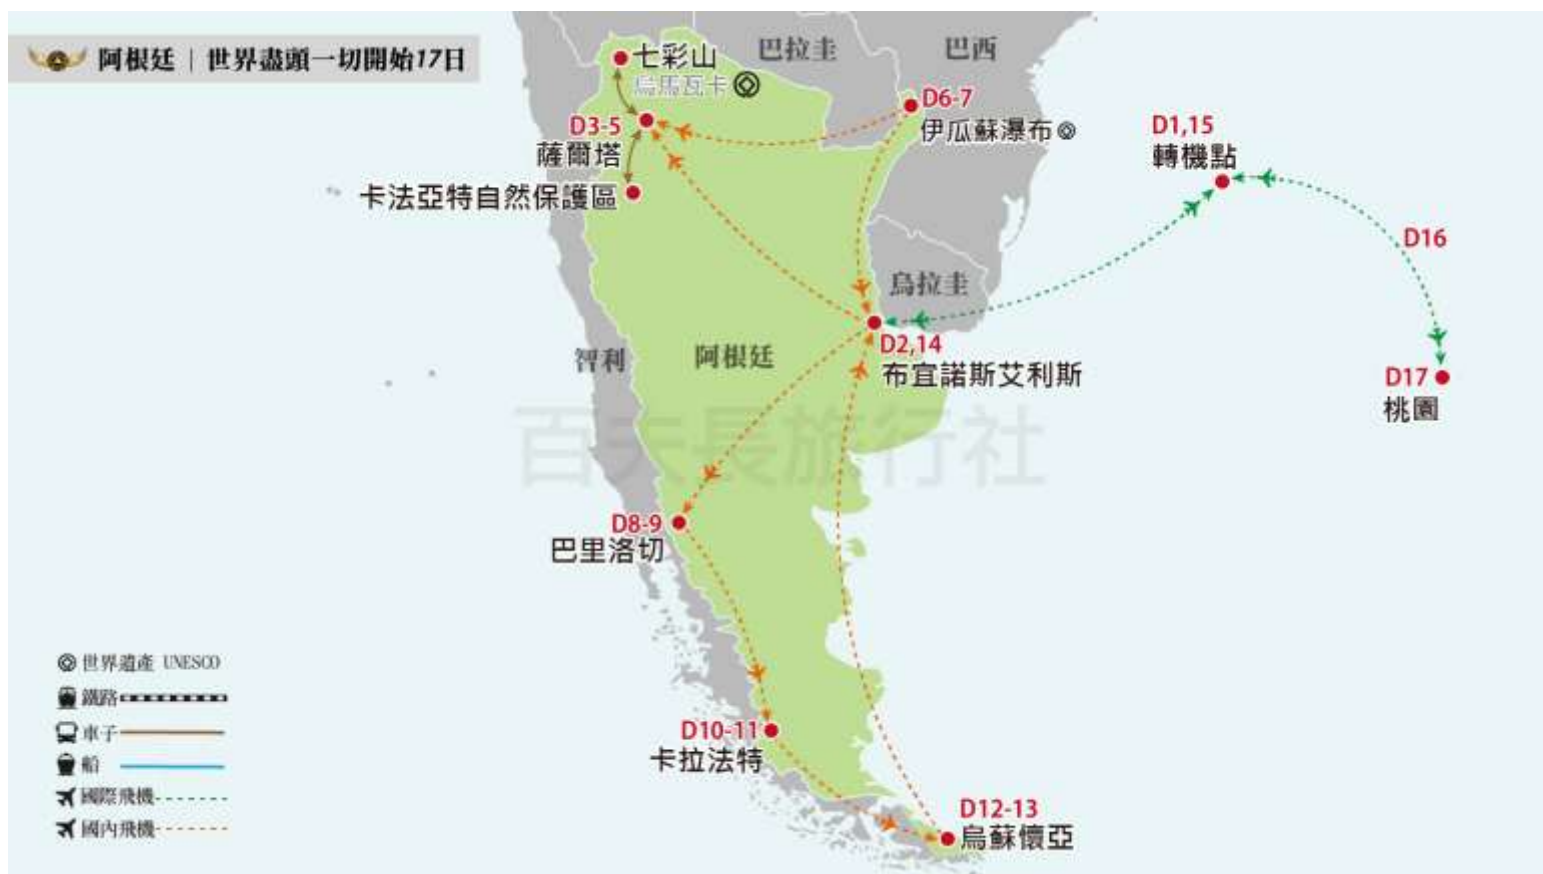 阿根廷｜世界盡頭一切開始17日
七彩山
烏馬瓦卡
巴拉圭
巴西
D6-7
伊瓜蘇瀑布
D3-5
薩爾塔
卡法亞特自然保護區
D1,15
轉機點
D16
烏拉圭
D2,14
布宜諾斯艾利斯
智利
阿根廷
D17
桃園
百夫長旅行社
D8-9
巴里洛切
D10-11
卡拉法特
D12-13
烏蘇懷亞
世界遺產 UNESCO
鐵路
車子
船
國際飛機
國內飛機